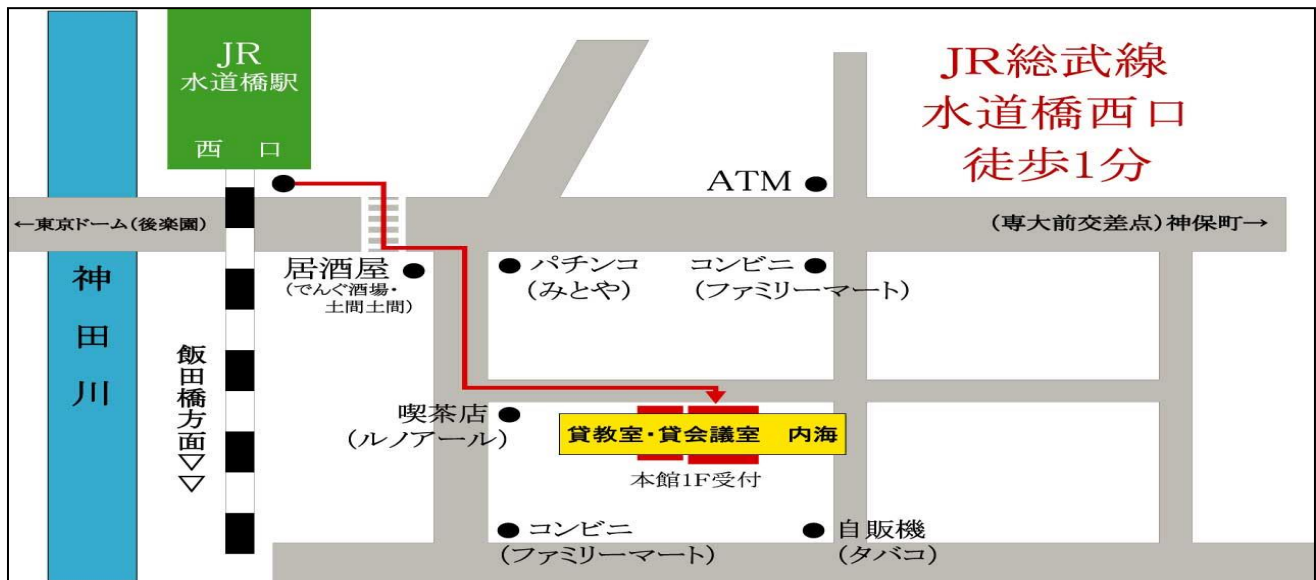 JR
水道橋駅
西 口
JR総武線
水道橋西口
徒歩1分
ATM
←東京ドーム(後楽園)
(専大前交差点)神保町→
神田川
居酒屋
(でんぐ酒場・
土間土間)
パチンコ
(みとや)
コンビニ
(ファミリーマート)
飯田橋方面▽▽
喫茶店
(ルノアール)
貸教室・貸会議室 内海
本館1F受付
コンビニ
(ファミリーマート)
自販機
(タバコ)